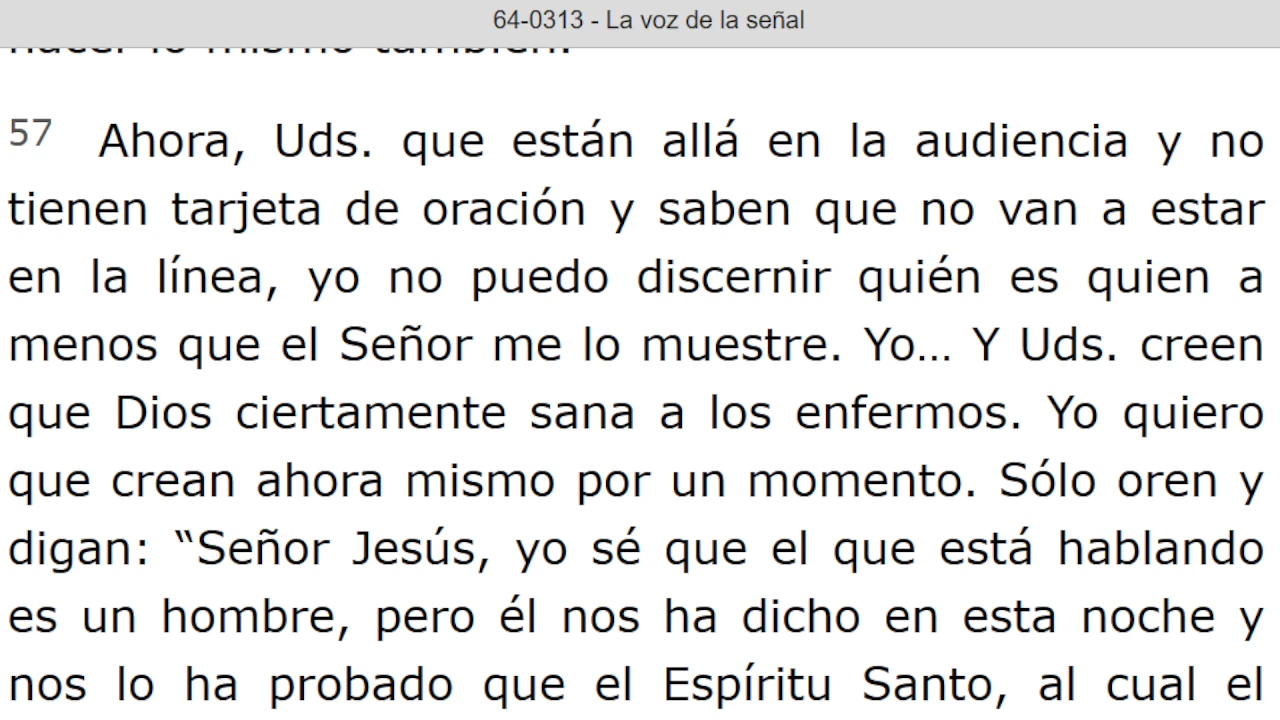 64-0313 - La voz de la señal
hacer lo mismo también.
57 Ahora, Uds. que están allá en la audiencia y no
tienen tarjeta de oración y saben que no van a estar
en la línea, yo no puedo discernir quién es quien a
menos que el Señor me lo muestre. Yo... Y Uds. creen
que Dios ciertamente sana a los enfermos. Yo quiero
que crean ahora mismo por un momento. Sólo oren y
digan: “Señor Jesús, yo sé que el que está hablando
es un hombre, pero él nos ha dicho en esta noche y
nos lo ha probado que el Espíritu Santo, al cual el